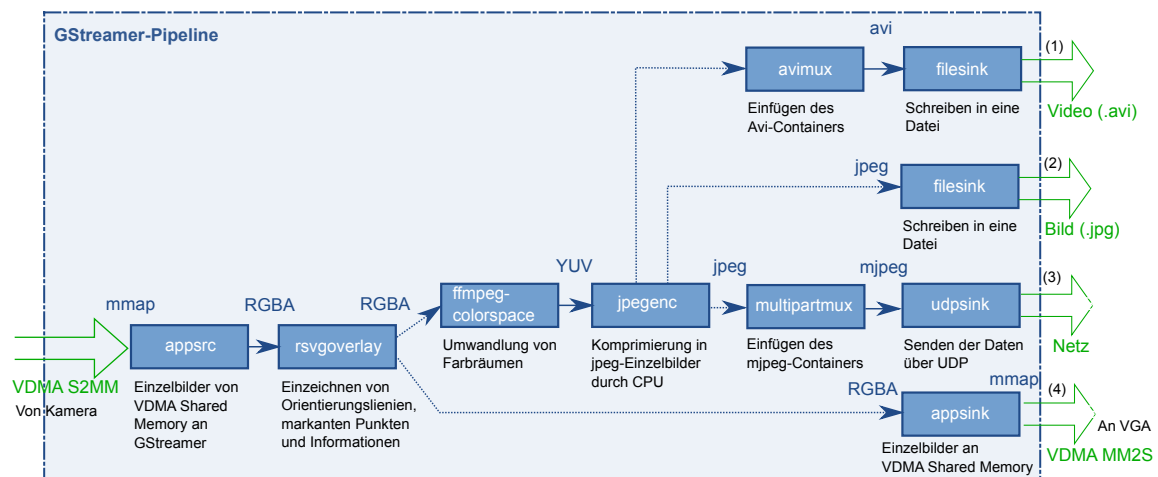 GStreamer-Pipeline
avi
(1)
avimux
filesink
Einfügen des
Avi-Containers
Schreiben in eine
Datei
Video (.avi)
jpeg
(2)
filesink
Schreiben in eine
Datei
Bild (.jpg)
mmap
RGBA
RGBA
YUV
jpeg
mjpeg
(3)
appsrc
rsvgoverlay
ffmpeg-
colorspace
jpegenc
multipartmux
udpsink
Netz
VDMA S2MM
Von Kamera
Einzelbilder von
VDMA Shared
Memory an
GStreamer
Einzeichnen von
Orientierungslienien,
markanten Punkten
und Informationen
Umwandlung von
Farbräumen
Komprimierung in
jpeg-Einzelbilder
durch CPU
Einfügen des
mjpeg-Containers
Senden der Daten
über UDP
RGBA
mmap
(4)
appsink
An VGA
VDMA MM2S
Einzelbilder an
VDMA Shared Memory